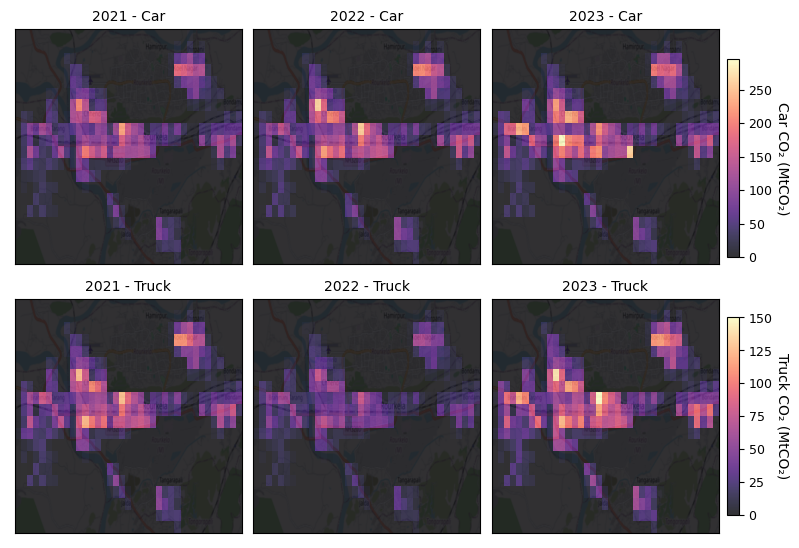 2021 - Car
2022 - Car
2023 - Car
250
200
150
100
50
0
Car CO₂ (MtCO₂)
2021 - Truck
2022 - Truck
2023 - Truck
150
125
100
75
50
25
0
Truck CO₂ (MtCO₂)